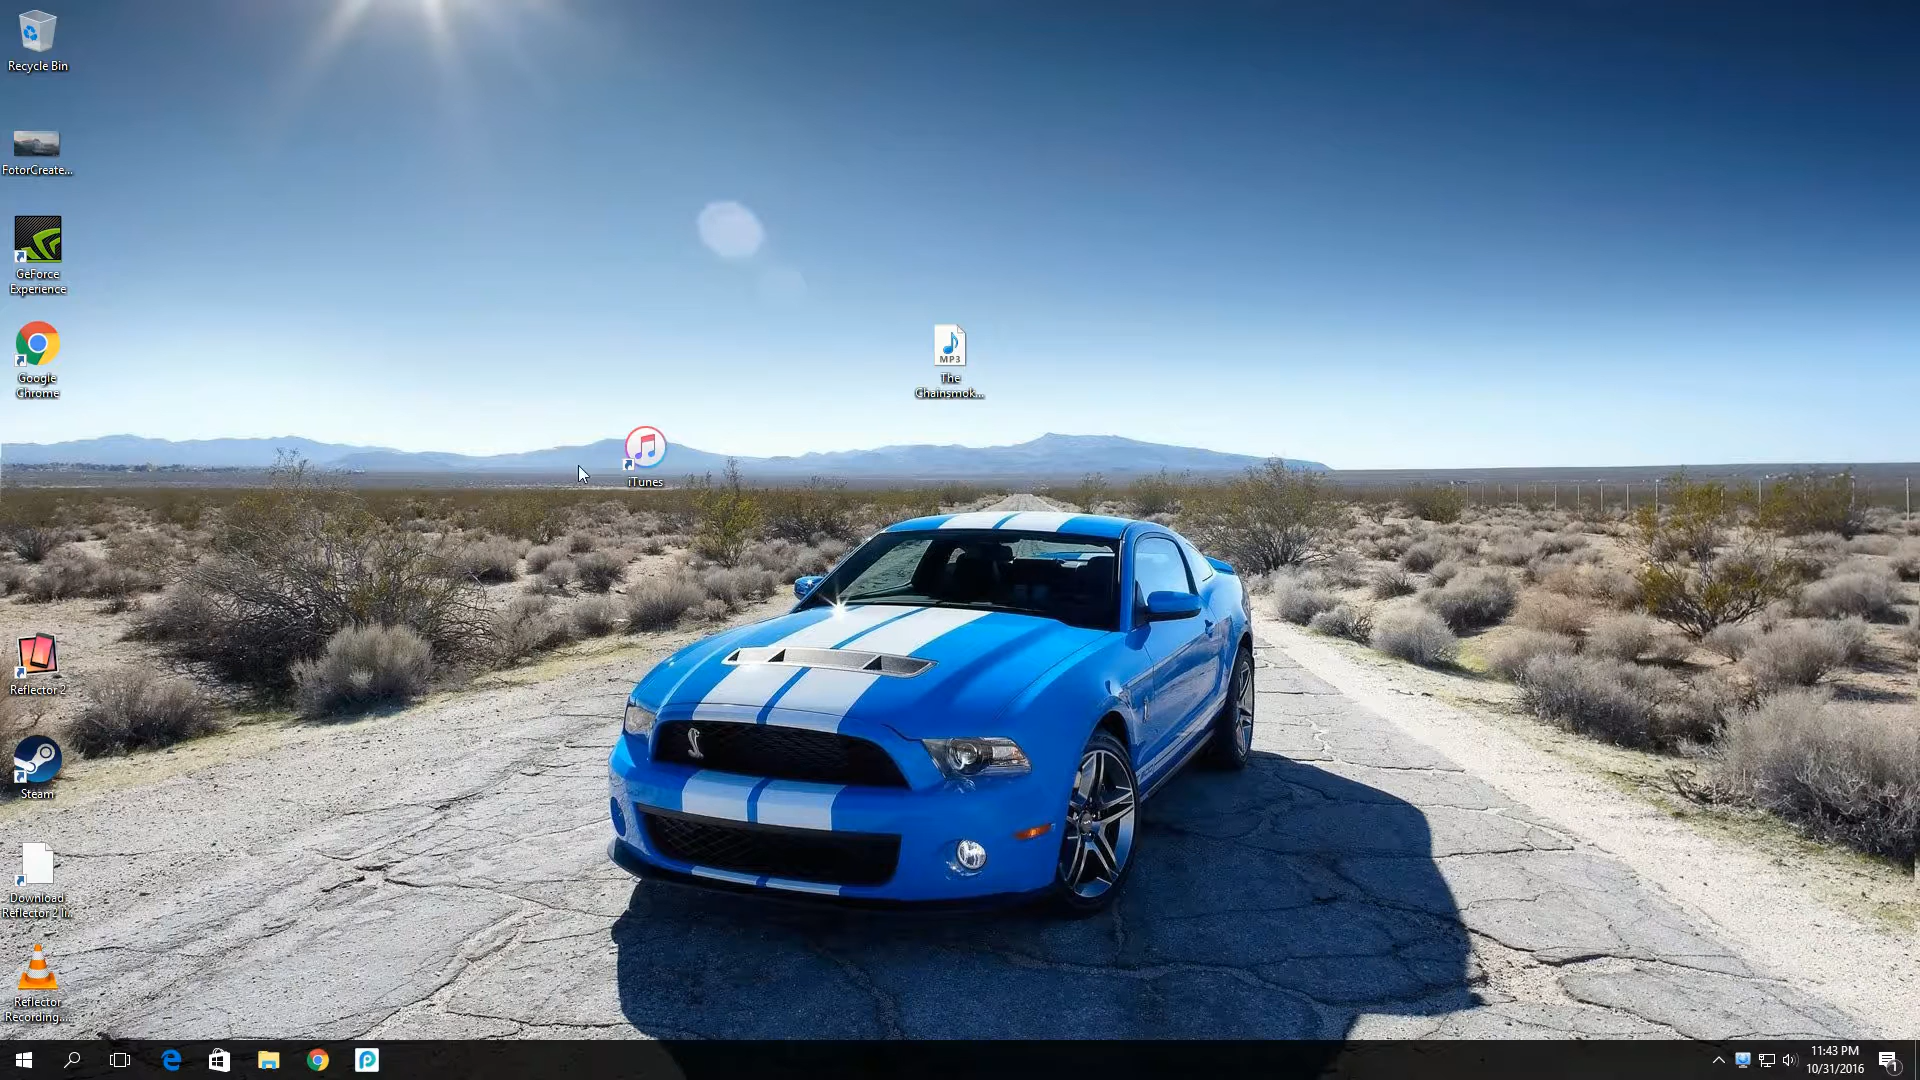 Recycle Bin
FotorCreate...
GeForce
Experience
Google
Chrome
MP3
The
Chainsmok...
iTunes
Reflector 2
Steam
Download
Reflector 2 li...
Reflector
Recording....
11:43 PM
10/31/2016
1